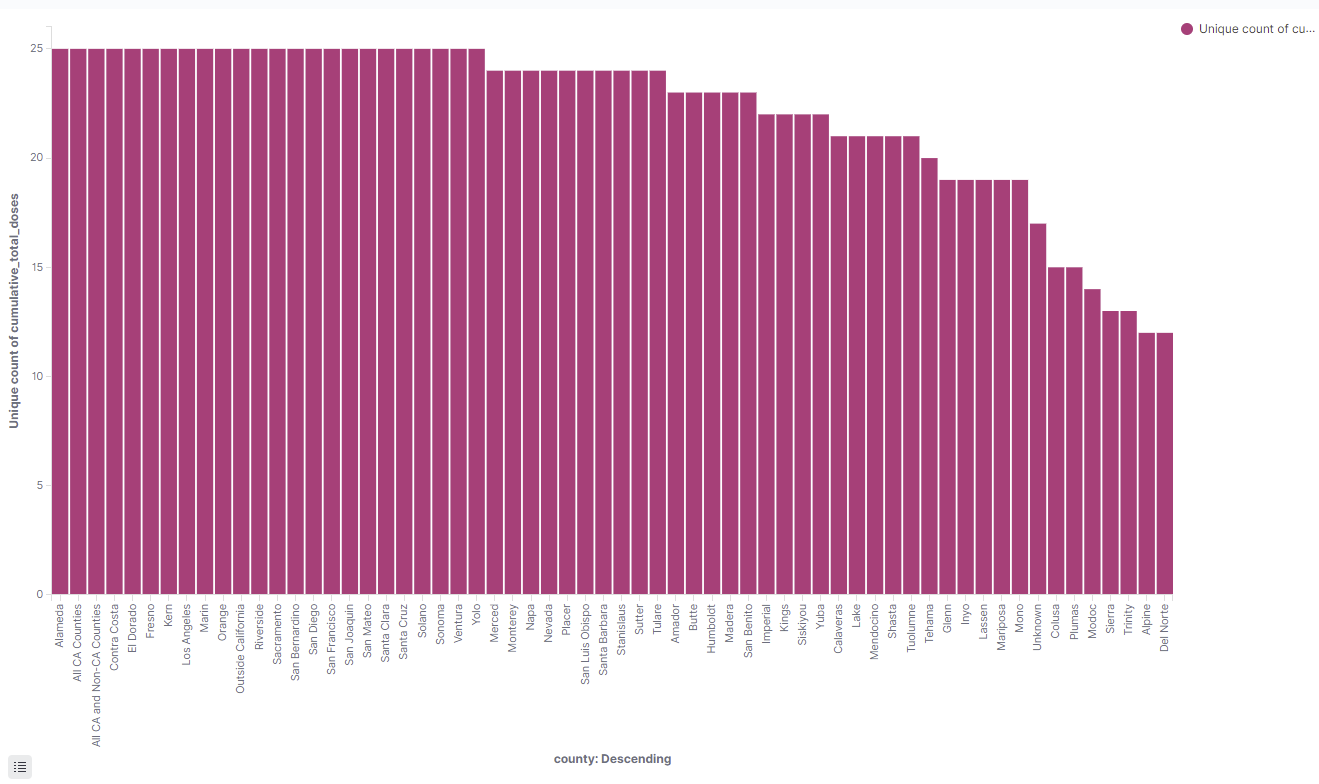 Unique count of cu...
Unique count of cumulative_total_doses
25
20
15
10
5
0
Alameda
All CA Counties
All CA and Non-CA Counties
Contra Costa
El Dorado
Fresno
Kern
Los Angeles
Marin
Orange
Outside California
Riverside
Sacramento
San Bernardino
San Diego
San Francisco
San Joaquin
San Mateo
Santa Clara
Santa Cruz
Solano
Sonoma
Ventura
Yolo
Merced
Monterey
Napa
Nevada
Placer
San Luis Obispo
Santa Barbara
Stanislaus
Sutter
Tulare
Amador
Butte
Humboldt
Madera
San Benito
Imperial
Kings
Siskiyou
Yuba
Calaveras
Lake
Mendocino
Shasta
Tuolumne
Tehama
Glenn
Inyo
Lassen
Mariposa
Mono
Unknown
Colusa
Plumas
Modoc
Sierra
Trinity
Alpine
Del Norte
county: Descending